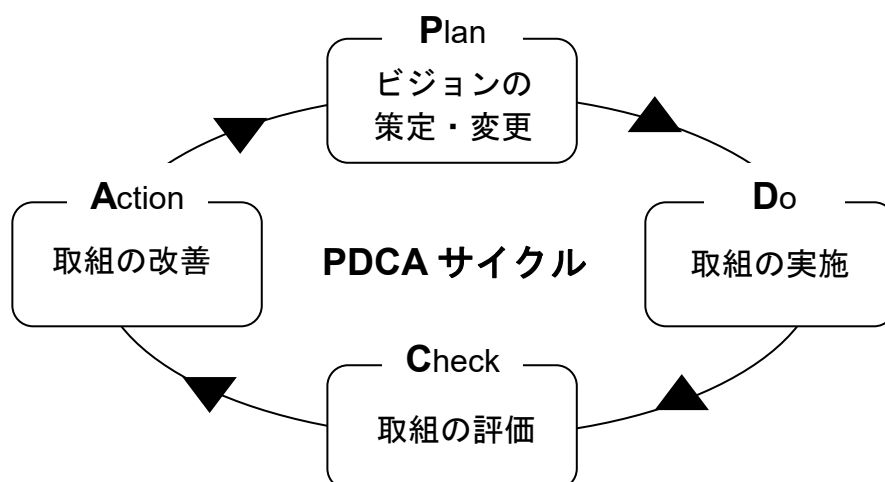 Plan
ビジョンの
策定・変更
Action
取組の改善
PDCA サイクル
Do
取組の実施
Check
取組の評価